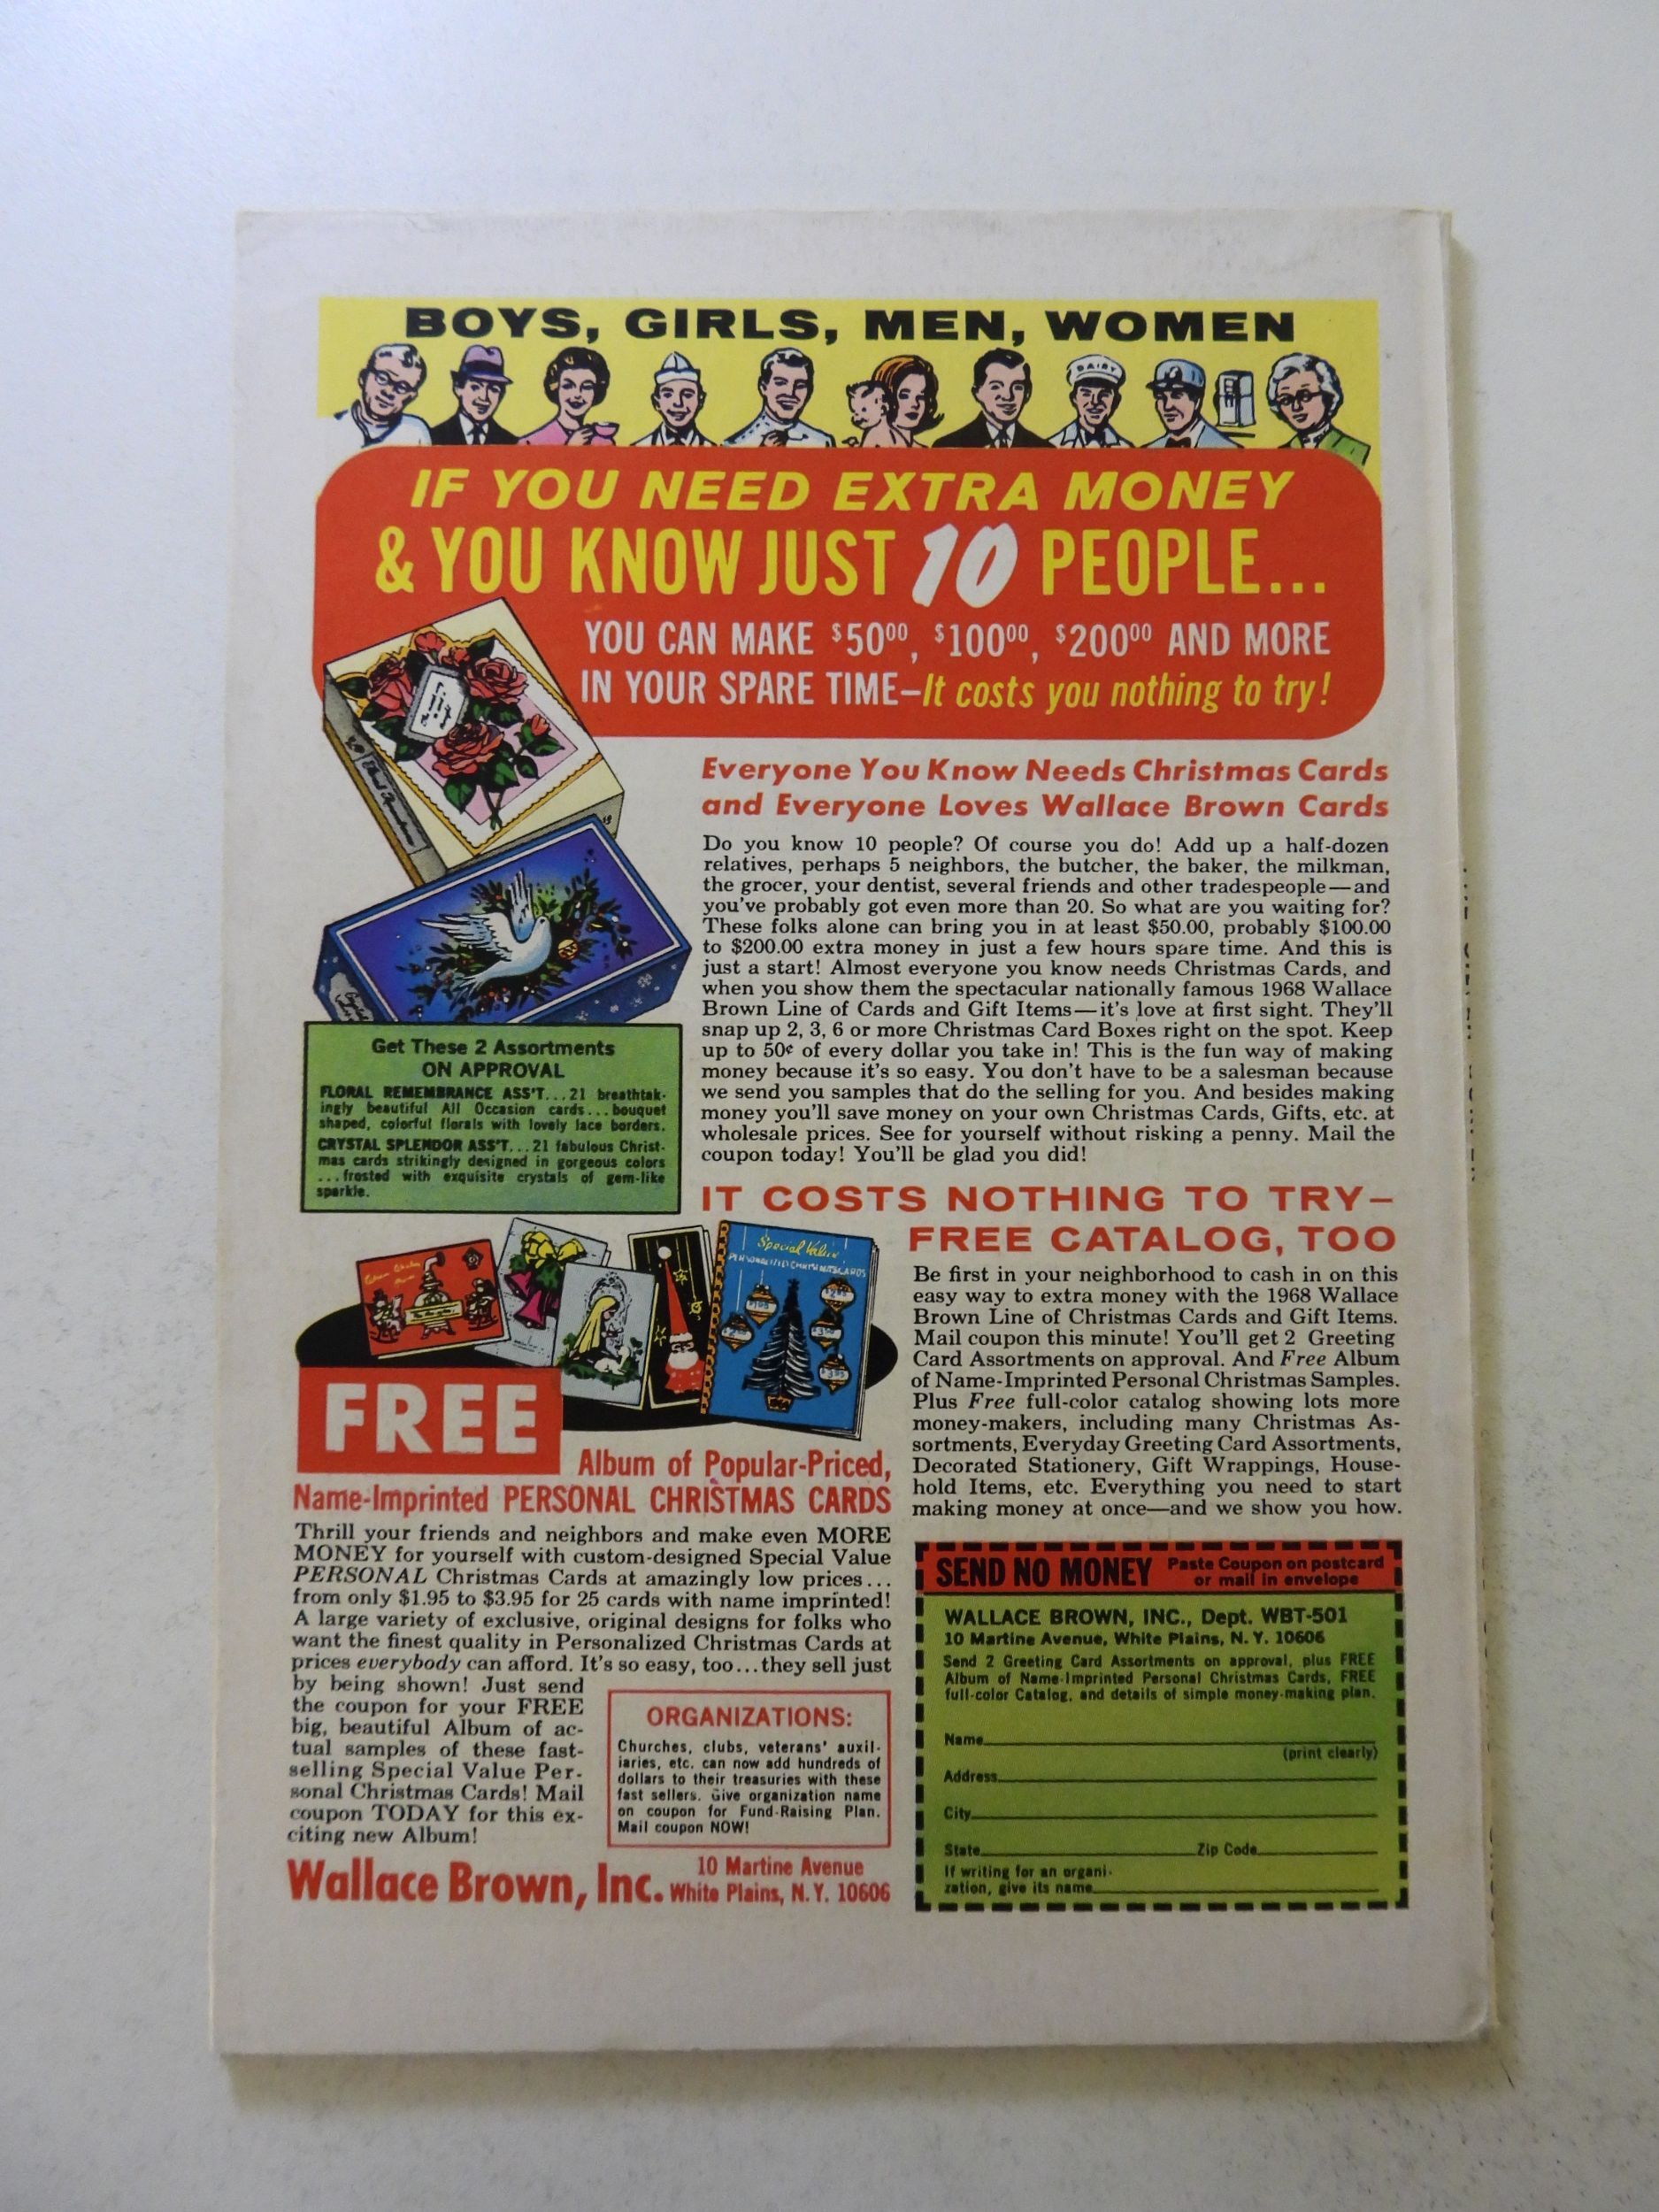 BOYS, GIRLS, MEN, WOMEN
DAIRY
IF YOU NEED EXTRA MONEY
& YOU KNOW JUST 10 PEOPLE...
YOU CAN MAKE $50⁰⁰, $100⁰⁰, $200⁰⁰ AND MORE
IN YOUR SPARE TIME—It costs you nothing to try!
Everyone You Know Needs Christmas Cards
and Everyone Loves Wallace Brown Cards
Do you know 10 people? Of course you do! Add up a half-dozen
relatives, perhaps 5 neighbors, the butcher, the baker, the milkman,
the grocer, your dentist, several friends and other tradespeople—and
you've probably got even more than 20. So what are you waiting for?
These folks alone can bring you in at least $50.00, probably $100.00
to $200.00 extra money in just a few hours spare time. And this is
just a start! Almost everyone you know needs Christmas Cards, and
when you show them the spectacular nationally famous 1968 Wallace
Brown Line of Cards and Gift Items—it's love at first sight. They'll
snap up 2, 3, 6 or more Christmas Card Boxes right on the spot. Keep
up to 50¢ of every dollar you take in! This is the fun way of making
money because it's so easy. You don't have to be a salesman because
we send you samples that do the selling for you. And besides making
money you'll save money on your own Christmas Cards, Gifts, etc. at
wholesale prices. See for yourself without risking a penny. Mail the
coupon today! You'll be glad you did!
Get These 2 Assortments
ON APPROVAL
FLORAL REMEMBRANCE ASS'T...21 breathtak-
ingly beautiful All Occasion cards...bouquet
shaped, colorful florals with lovely lace borders.
CRYSTAL SPLENDOR ASS'T...21 fabulous Christ-
mas cards strikingly designed in gorgeous colors
...frosted with exquisite crystals of gem-like
sparkle.
IT COSTS NOTHING TO TRY—
FREE CATALOG, TOO
Be first in your neighborhood to cash in on this
easy way to extra money with the 1968 Wallace
Brown Line of Christmas Cards and Gift Items.
Mail coupon this minute! You'll get 2 Greeting
Card Assortments on approval. And Free Album
of Name-Imprinted Personal Christmas Samples.
Plus Free full-color catalog showing lots more
money-makers, including many Christmas As-
sortments, Everyday Greeting Card Assortments,
Decorated Stationery, Gift Wrappings, House-
hold Items, etc. Everything you need to start
making money at once—and we show you how.
Special Value
PERSONALIZED CHRISTMAS CARDS
FREE
Album of Popular-Priced,
Name-Imprinted PERSONAL CHRISTMAS CARDS
Thrill your friends and neighbors and make even MORE
MONEY for yourself with custom-designed Special Value
PERSONAL Christmas Cards at amazingly low prices...
from only $1.95 to $3.95 for 25 cards with name imprinted!
A large variety of exclusive, original designs for folks who
want the finest quality in Personalized Christmas Cards at
prices everybody can afford. It's so easy, too...they sell just
by being shown! Just send
the coupon for your FREE
big, beautiful Album of ac-
tual samples of these fast-
selling Special Value Per-
sonal Christmas Cards! Mail
coupon TODAY for this ex-
citing new Album!
ORGANIZATIONS:
Churches, clubs, veterans' auxil-
iaries, etc. can now add hundreds of
dollars to their treasuries with these
fast sellers. Give organization name
on coupon for Fund-Raising Plan.
Mail coupon NOW!
Wallace Brown, Inc. 10 Martine Avenue
White Plains, N.Y. 10606
SEND NO MONEY Paste Coupon on postcard
or mail in envelope
WALLACE BROWN, INC., Dept. WBT-501
10 Martine Avenue, White Plains, N.Y. 10606
Send 2 Greeting Card Assortments on approval, plus FREE
Album of Name-Imprinted Personal Christmas Cards, FREE
full-color Catalog, and details of simple money-making plan.
Name
(print clearly)
Address
City
State Zip Code
If writing for an organi-
zation, give its name